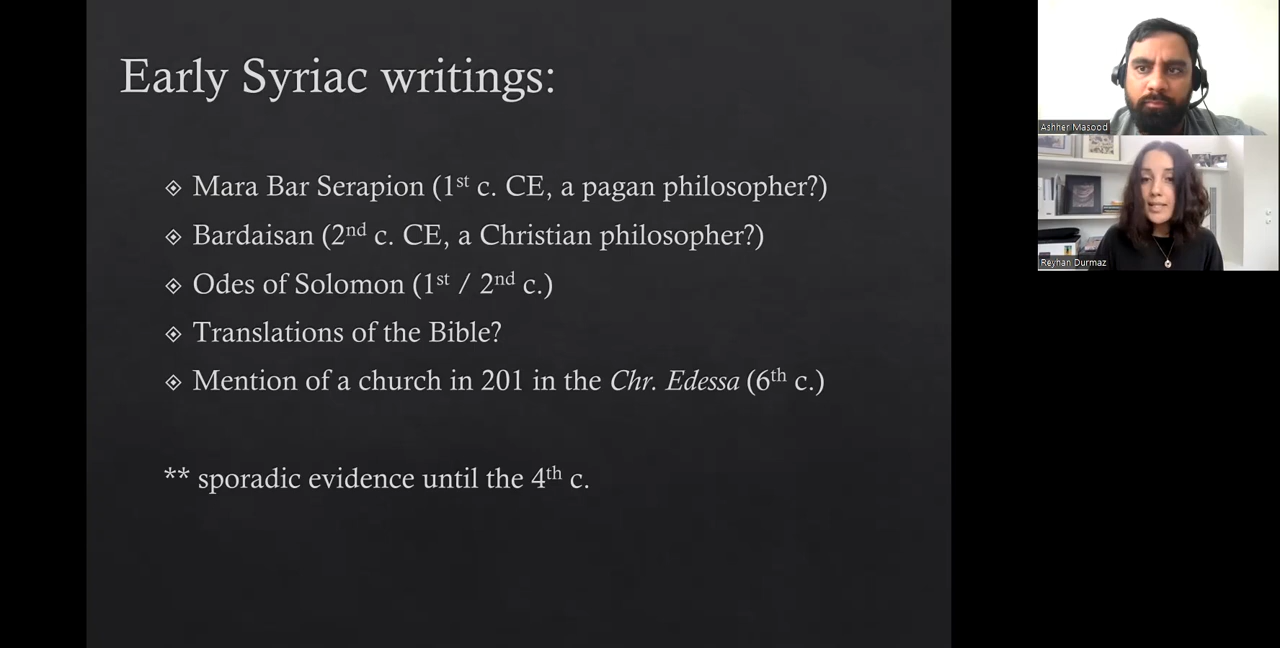 Early Syriac writings:
Mara Bar Serapion (1st c. CE, a pagan philosopher?)
Bardaisan (2nd c. CE, a Christian philosopher?)
Odes of Solomon (1st / 2nd c.)
Translations of the Bible?
Mention of a church in 201 in the Chr. Edessa (6th c.)
** sporadic evidence until the 4th c.
Ashher Masood
Reyhan Durmaz